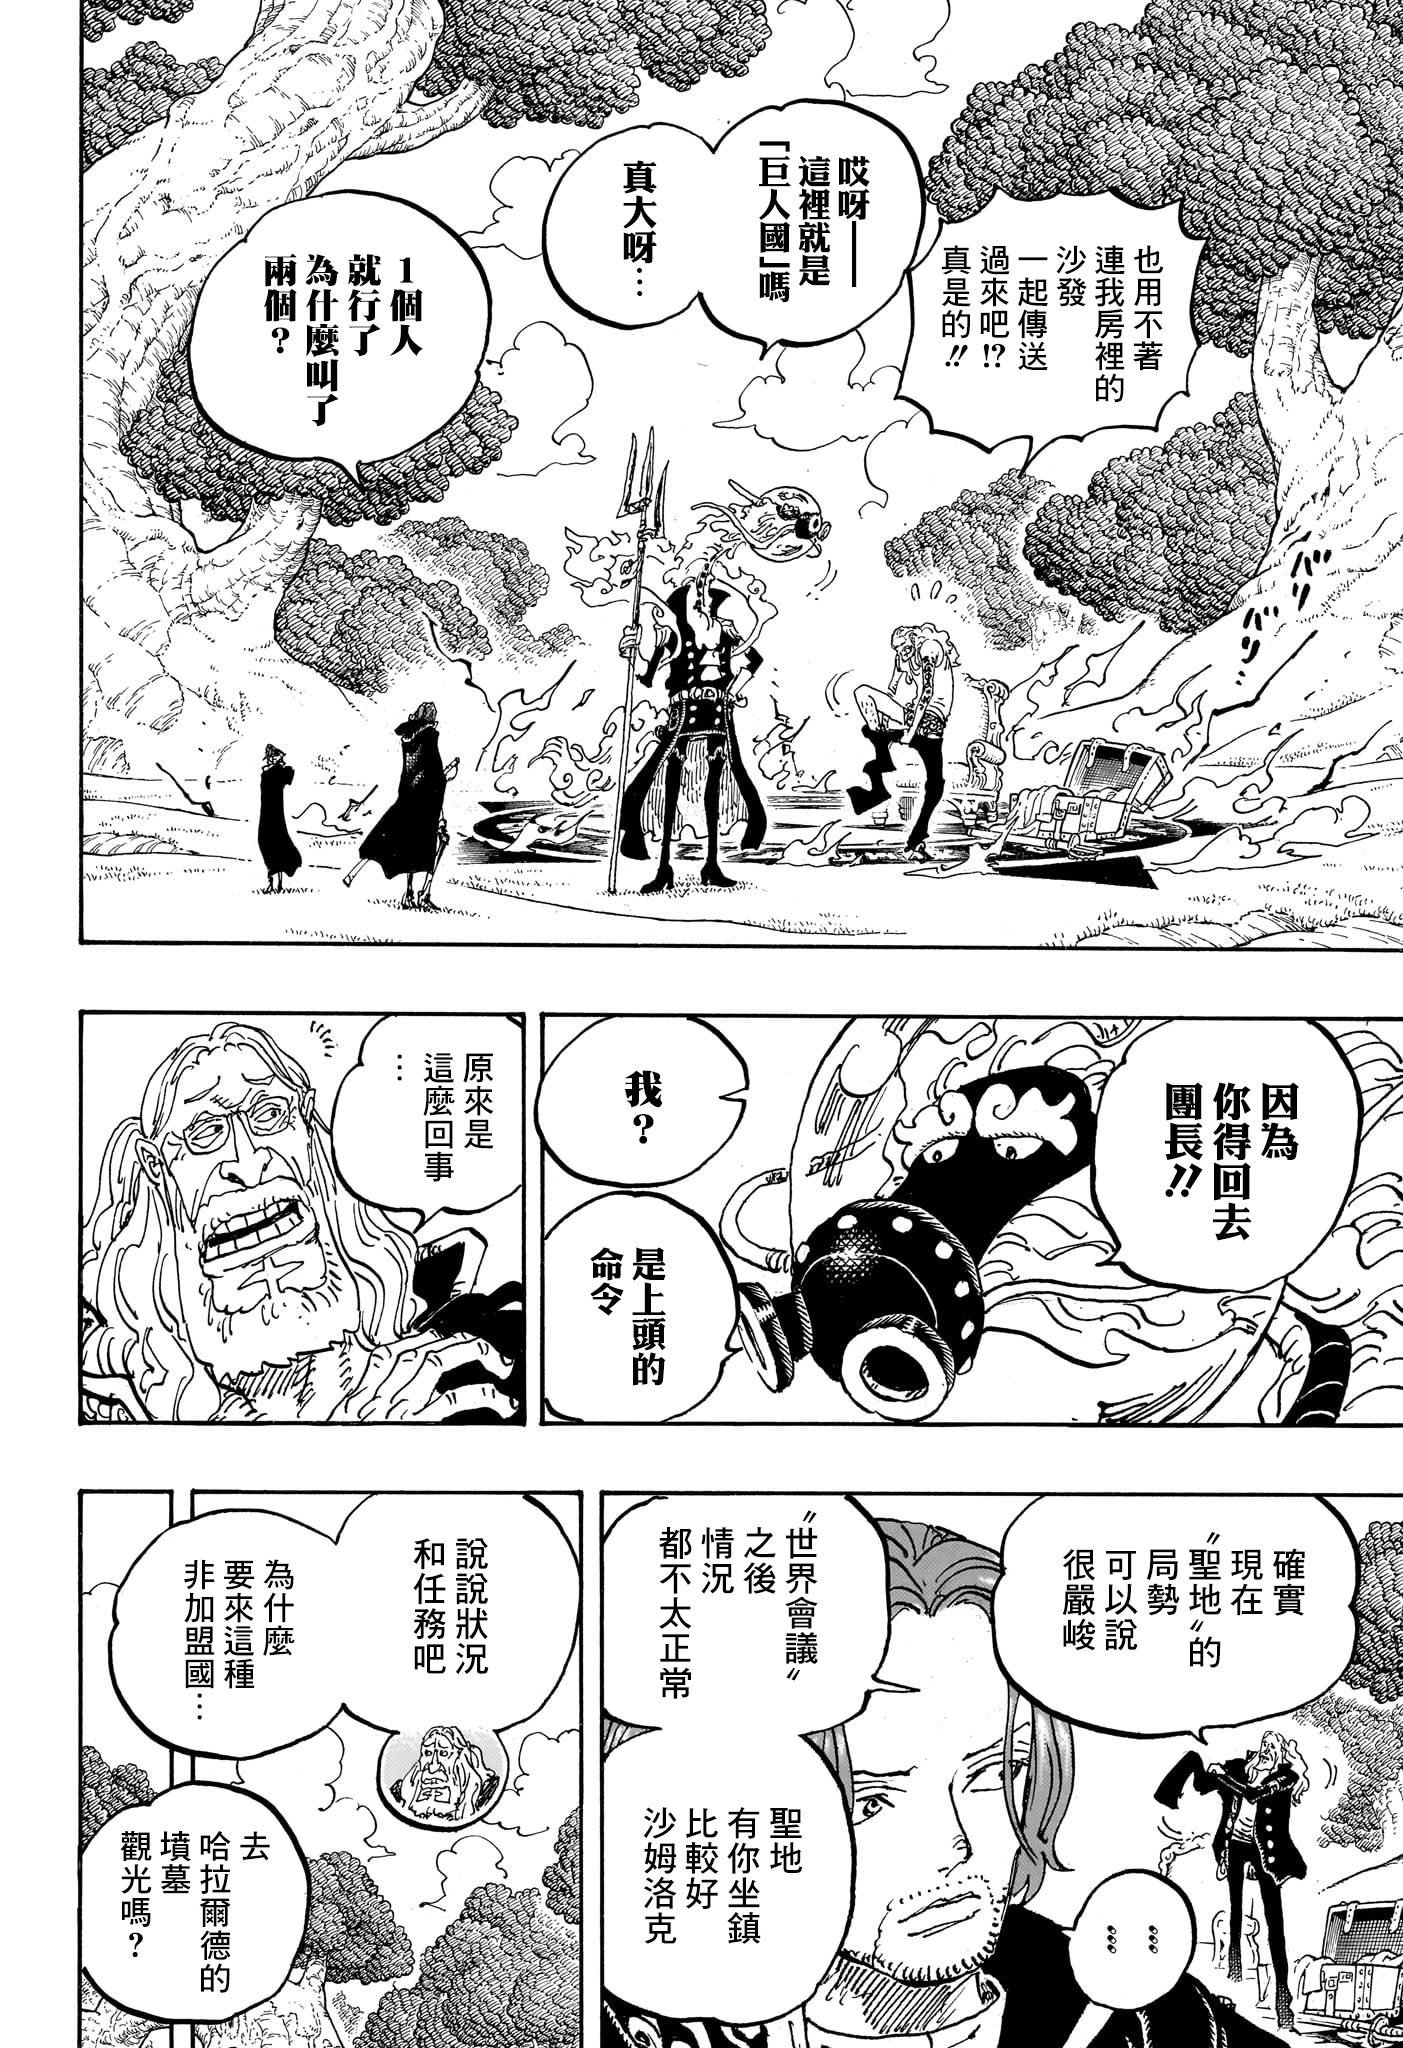 也用不著
連我房裡的
沙發
一起傳送
過來吧!?
真是的!!
哎呀——
這裡就是
「巨人國」嗎
真大呀…
1個人
就行了
為什麼叫了
兩個?
バリバリ
因為
你得回去
團長!!
我?
是上頭的
命令
原來是
這麼回事
…
確實
現在
〝聖地〞的
局勢
可以說
很嚴峻
〝世界會議〞
之後
情況
都不太正常
……
聖地
有你坐鎮
比較好
沙姆洛克
說說狀況
和任務吧
為什麼
要來這種
非加盟國…
去
哈拉爾德的
墳墓
觀光嗎?